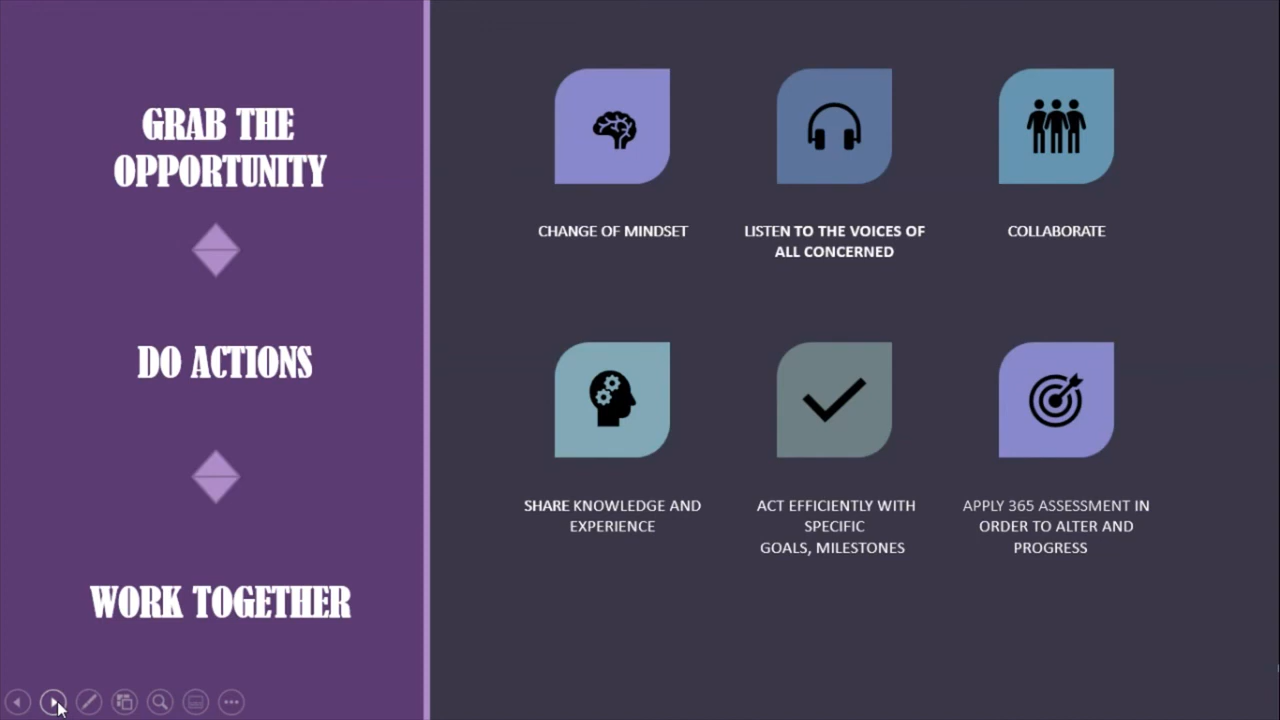 GRAB THE
OPPORTUNITY
DO ACTIONS
WORK TOGETHER
CHANGE OF MINDSET
LISTEN TO THE VOICES OF
ALL CONCERNED
COLLABORATE
SHARE KNOWLEDGE AND
EXPERIENCE
ACT EFFICIENTLY WITH
SPECIFIC
GOALS, MILESTONES
APPLY 365 ASSESSMENT IN
ORDER TO ALTER AND
PROGRESS